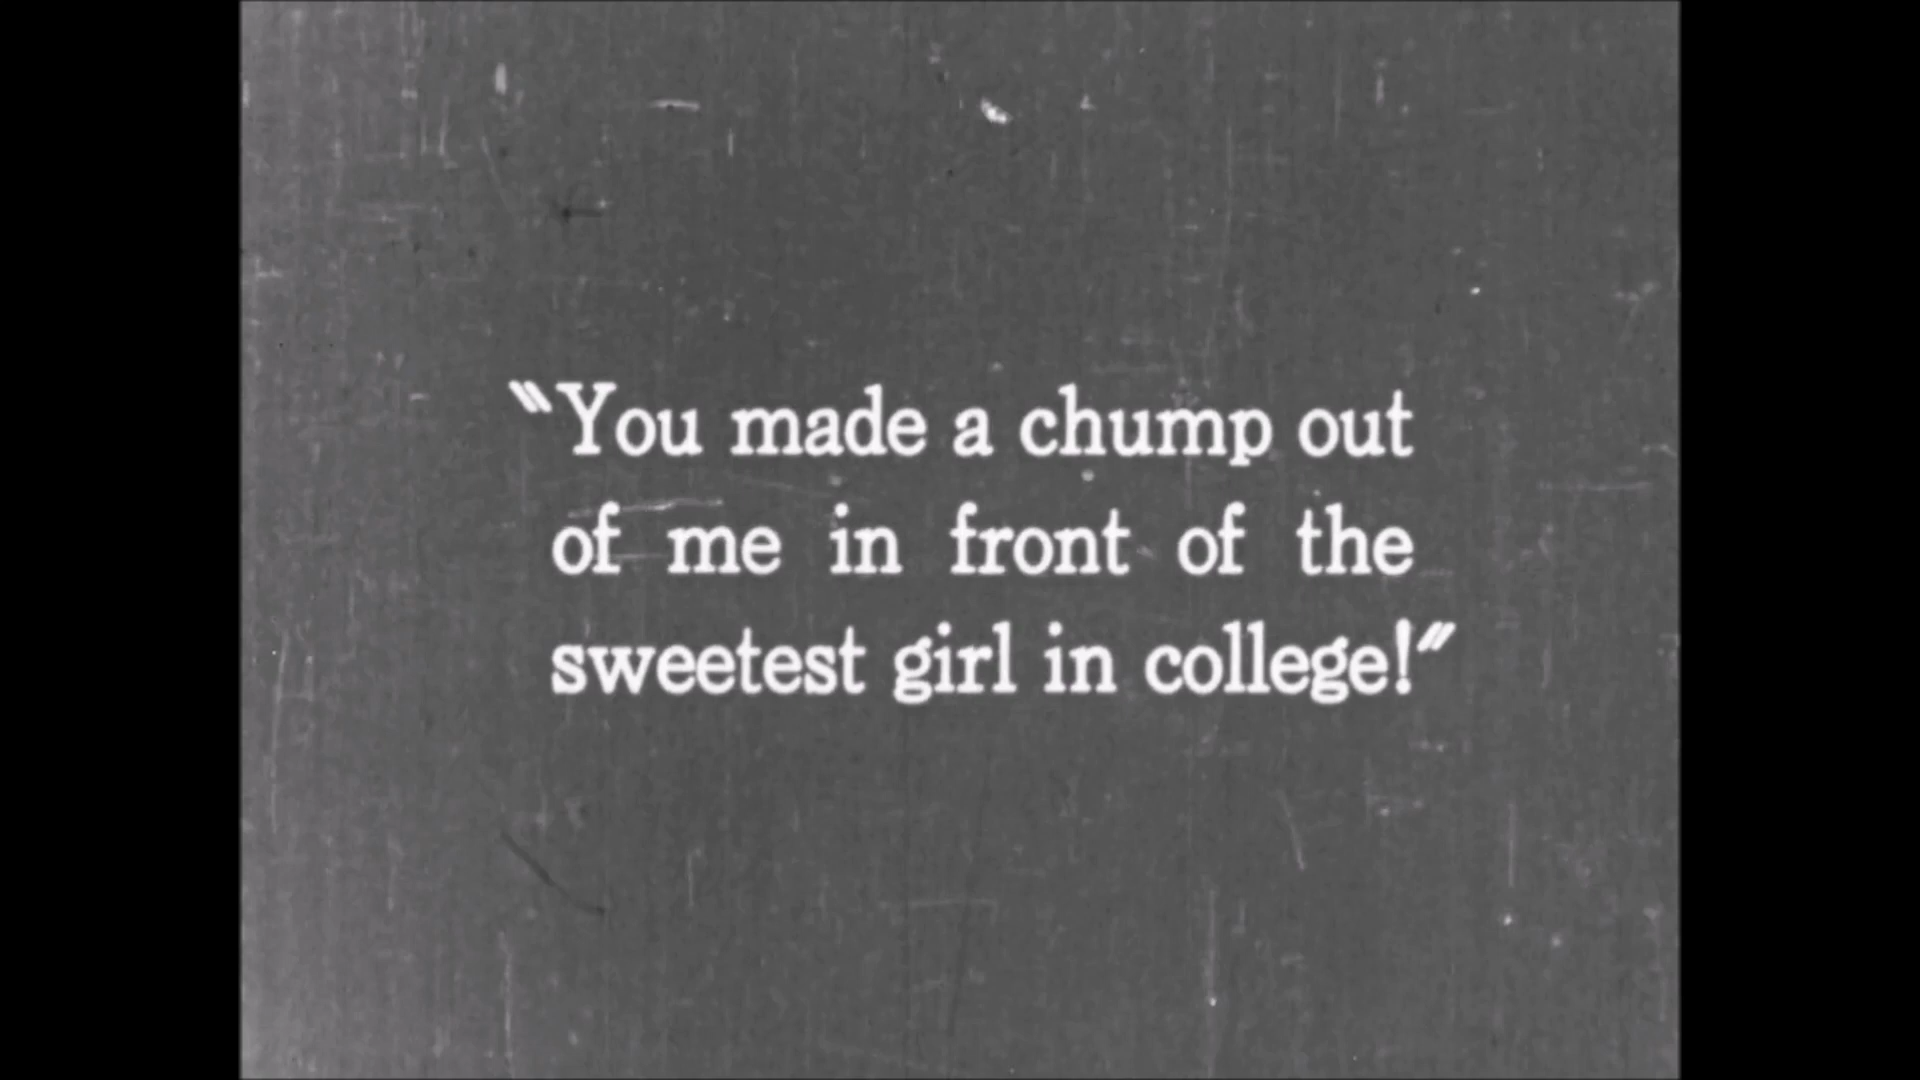 "You made a chump out
of me in front of the
sweetest girl in college!"